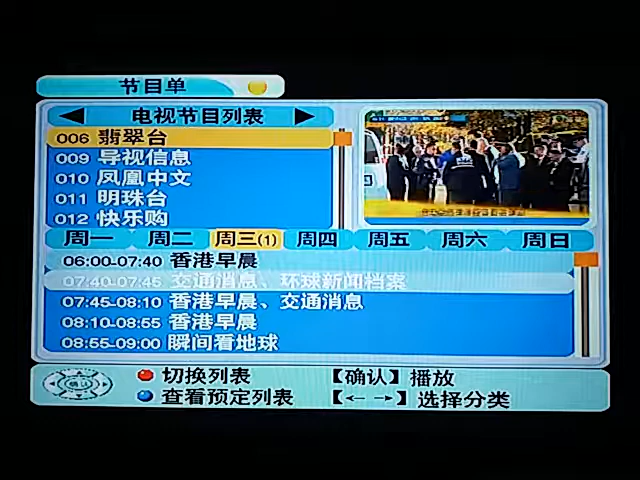 节目单
电视节目列表
006 翡翠台
009 导视信息
010 凤凰中文
011 明珠台
012 快乐购
周一 周二 周三(1) 周四 周五 周六 周日
06:00-07:40 香港早晨
07:40-07:45 交通消息、环球新闻档案
07:45-08:10 香港早晨、交通消息
08:10-08:55 香港早晨
08:55-09:00 瞬间看地球
确认 切换列表 【确认】播放
查看预定列表 【←→】选择分类